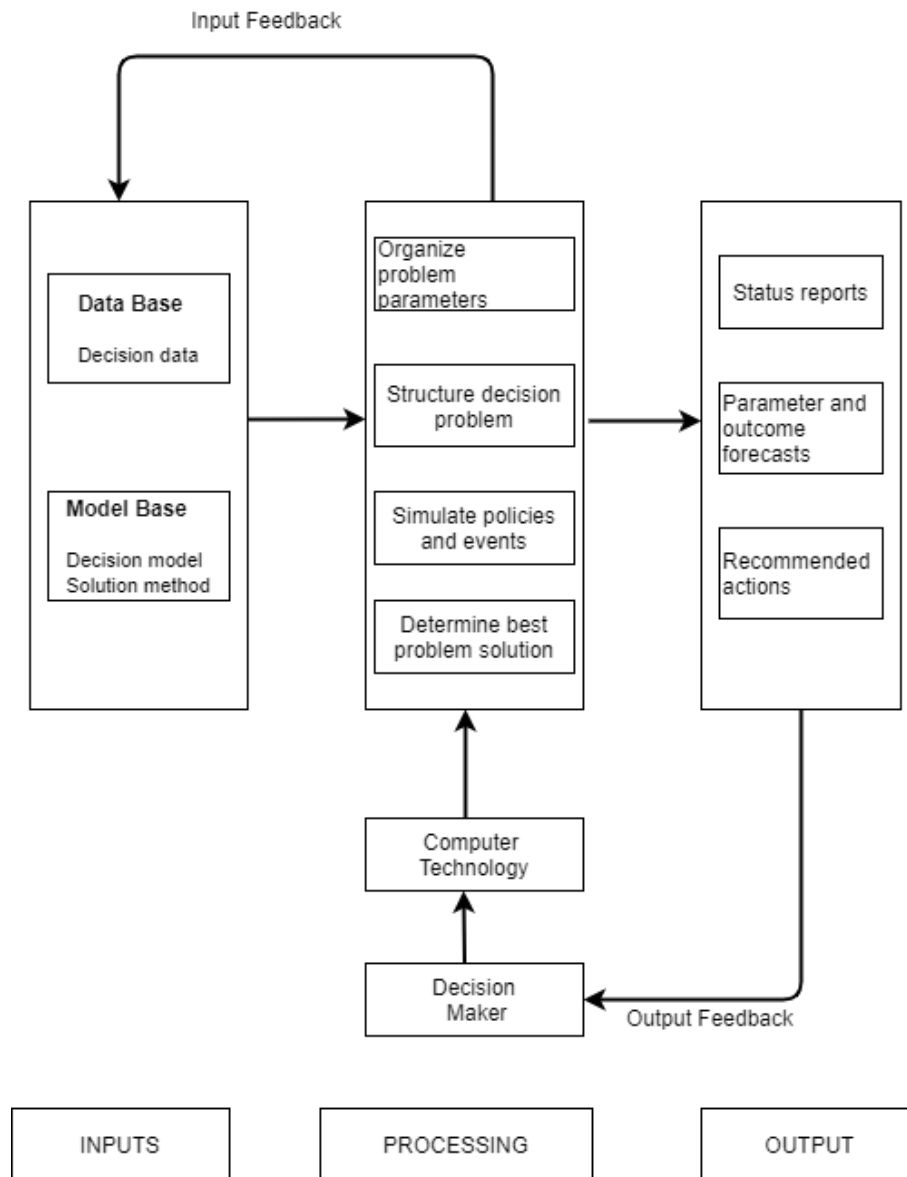 Input Feedback
Data Base
Decision data
Model Base
Decision model
Solution method
Organize
problem
parameters
Structure decision
problem
Simulate policies
and events
Determine best
problem solution
Status reports
Parameter and
outcome
forecasts
Recommended
actions
Computer
Technology
Decision
Maker
Output Feedback
INPUTS
PROCESSING
OUTPUT